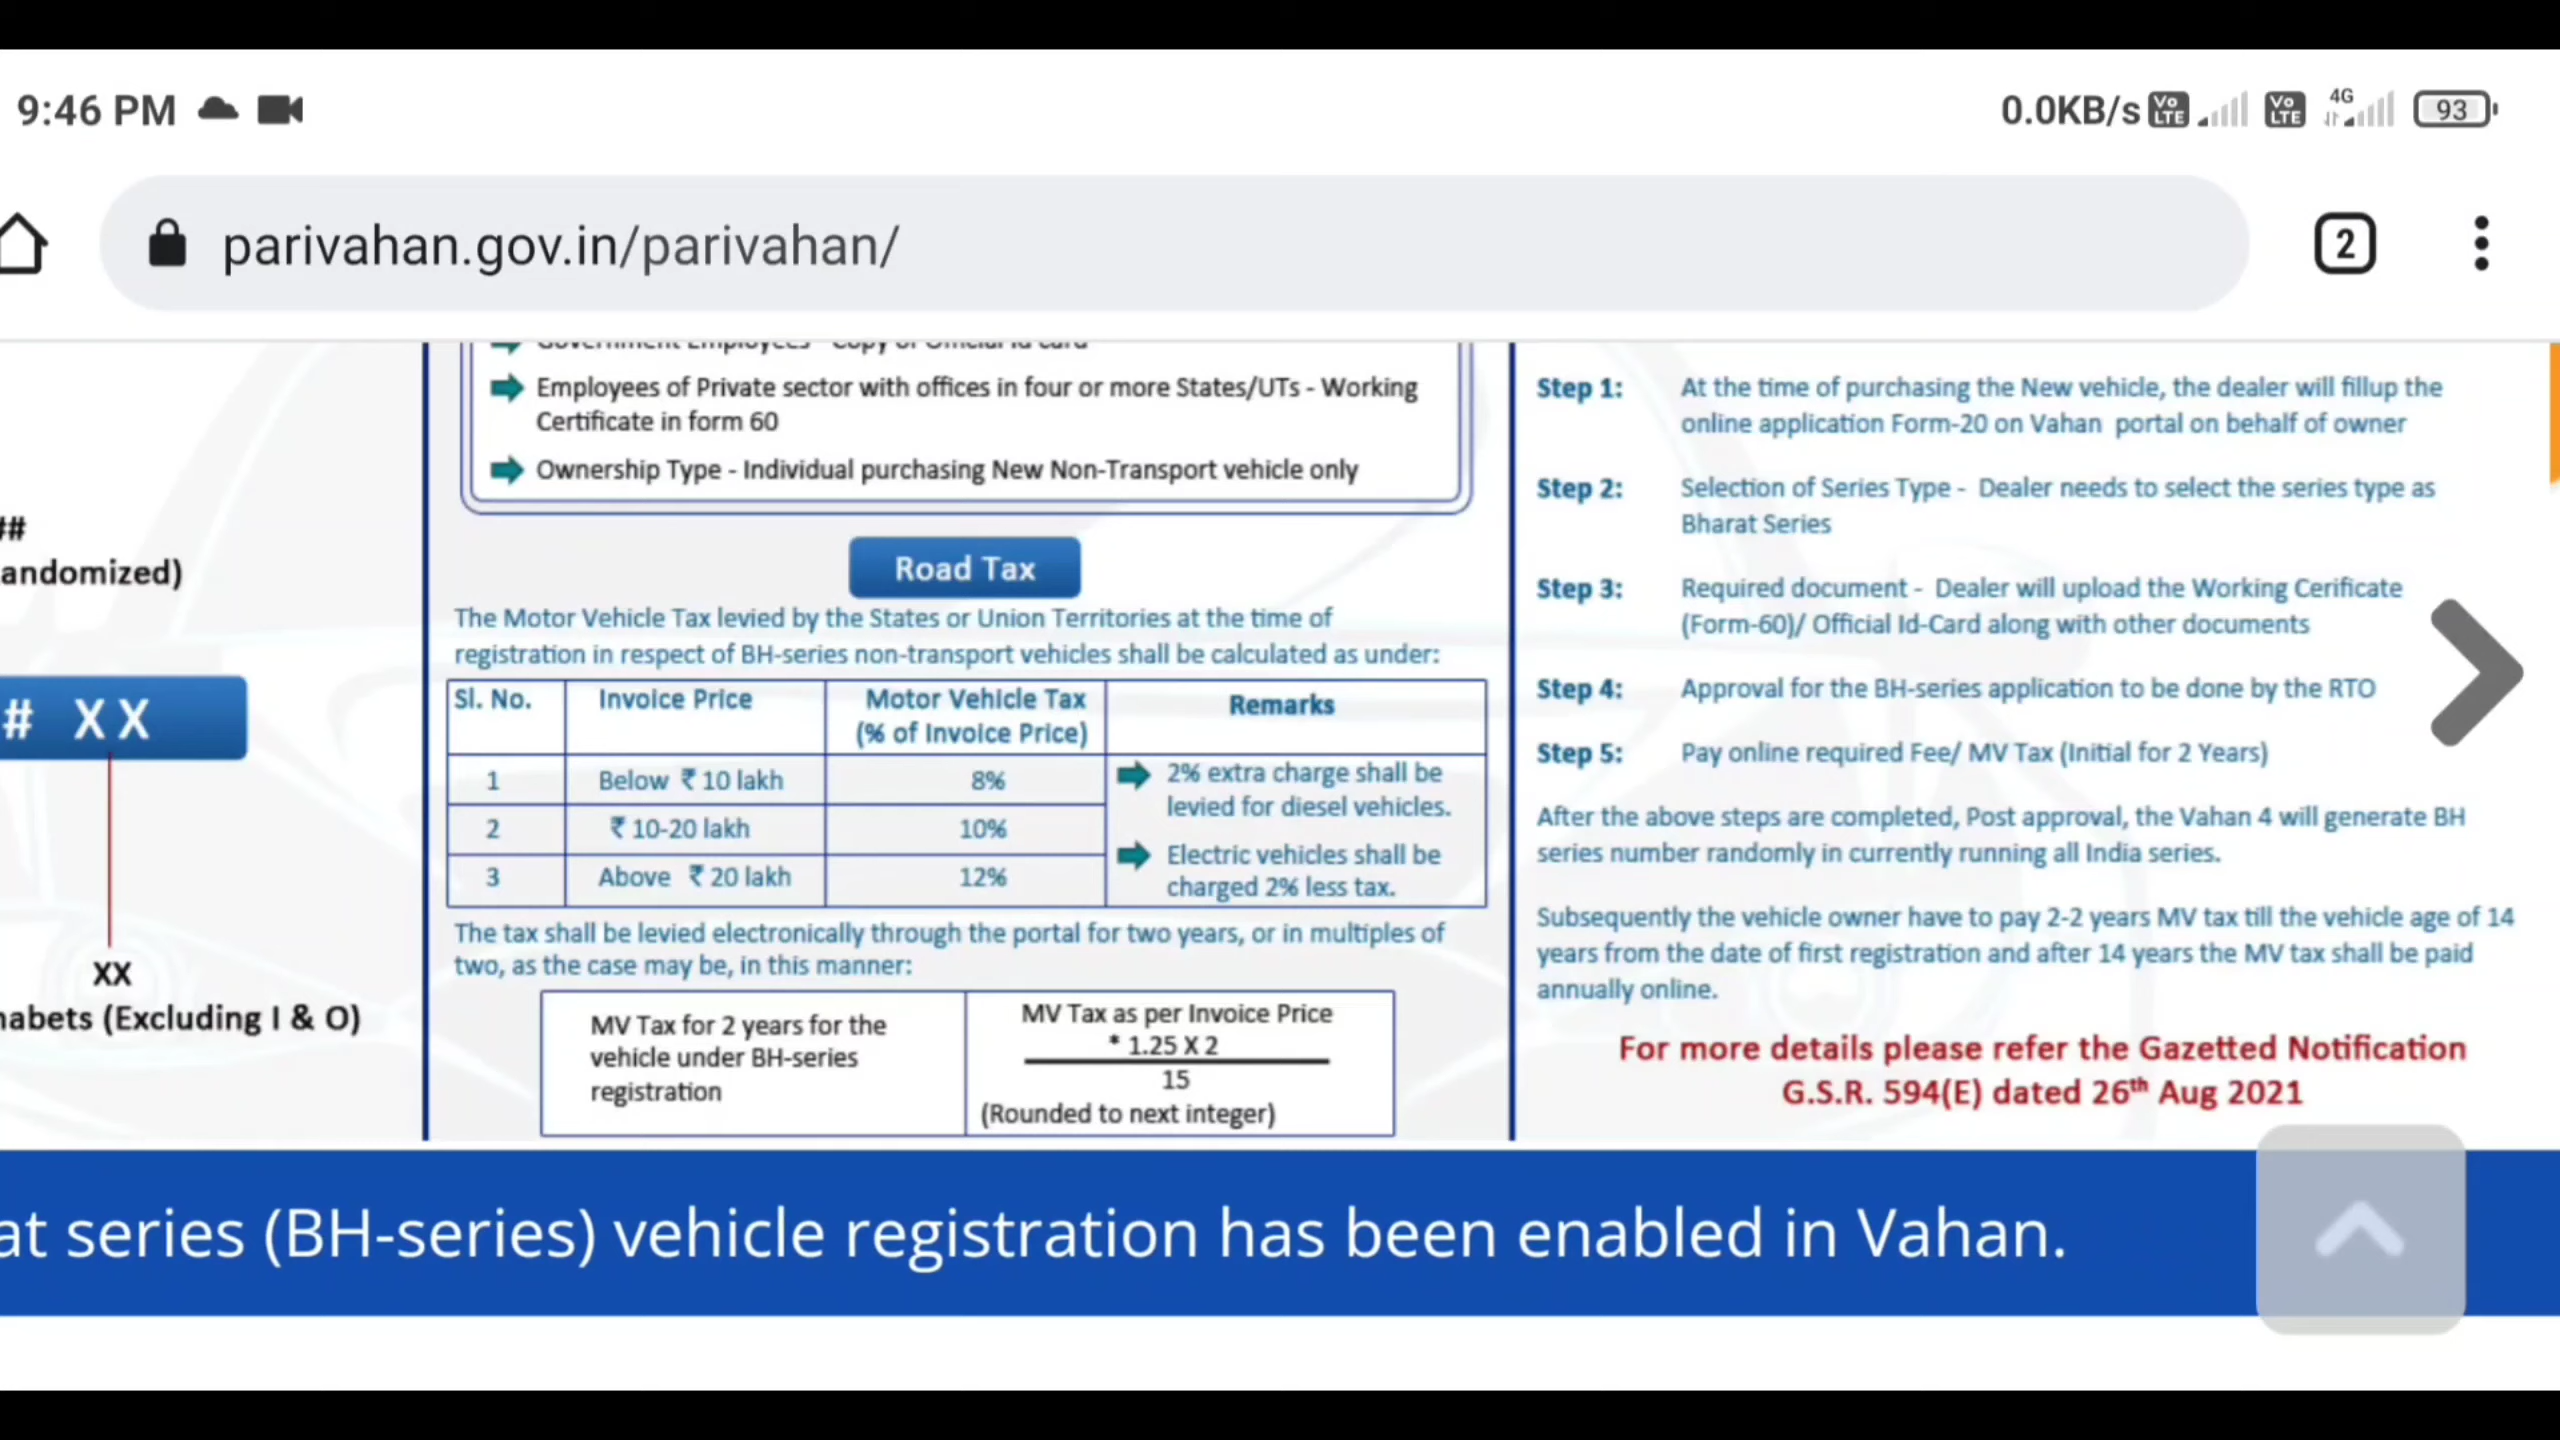 9:46 PM
0.0KB/s Vo LTE Vo LTE 4G 93
parivahan.gov.in/parivahan/
2
##
andomized)
# XX
XX
habets (Excluding I & O)
Government Employees - Copy of Official Id card
Employees of Private sector with offices in four or more States/UTs - Working
Certificate in form 60
Ownership Type - Individual purchasing New Non-Transport vehicle only
Road Tax
The Motor Vehicle Tax levied by the States or Union Territories at the time of
registration in respect of BH-series non-transport vehicles shall be calculated as under:
Sl. No. Invoice Price Motor Vehicle Tax Remarks
(% of Invoice Price)
1 Below ₹ 10 lakh 8% 2% extra charge shall be
levied for diesel vehicles.
2 ₹ 10-20 lakh 10%
Electric vehicles shall be
3 Above ₹ 20 lakh 12% charged 2% less tax.
The tax shall be levied electronically through the portal for two years, or in multiples of
two, as the case may be, in this manner:
MV Tax for 2 years for the
vehicle under BH-series
registration
MV Tax as per Invoice Price
* 1.25 X 2
15
(Rounded to next integer)
Step 1: At the time of purchasing the New vehicle, the dealer will fillup the
online application Form-20 on Vahan portal on behalf of owner
Step 2: Selection of Series Type - Dealer needs to select the series type as
Bharat Series
Step 3: Required document - Dealer will upload the Working Cerificate
(Form-60)/ Official Id-Card along with other documents
Step 4: Approval for the BH-series application to be done by the RTO
Step 5: Pay online required Fee/ MV Tax (Initial for 2 Years)
After the above steps are completed, Post approval, the Vahan 4 will generate BH
series number randomly in currently running all India series.
Subsequently the vehicle owner have to pay 2-2 years MV tax till the vehicle age of 14
years from the date of first registration and after 14 years the MV tax shall be paid
annually online.
For more details please refer the Gazetted Notification
G.S.R. 594(E) dated 26th Aug 2021
at series (BH-series) vehicle registration has been enabled in Vahan.